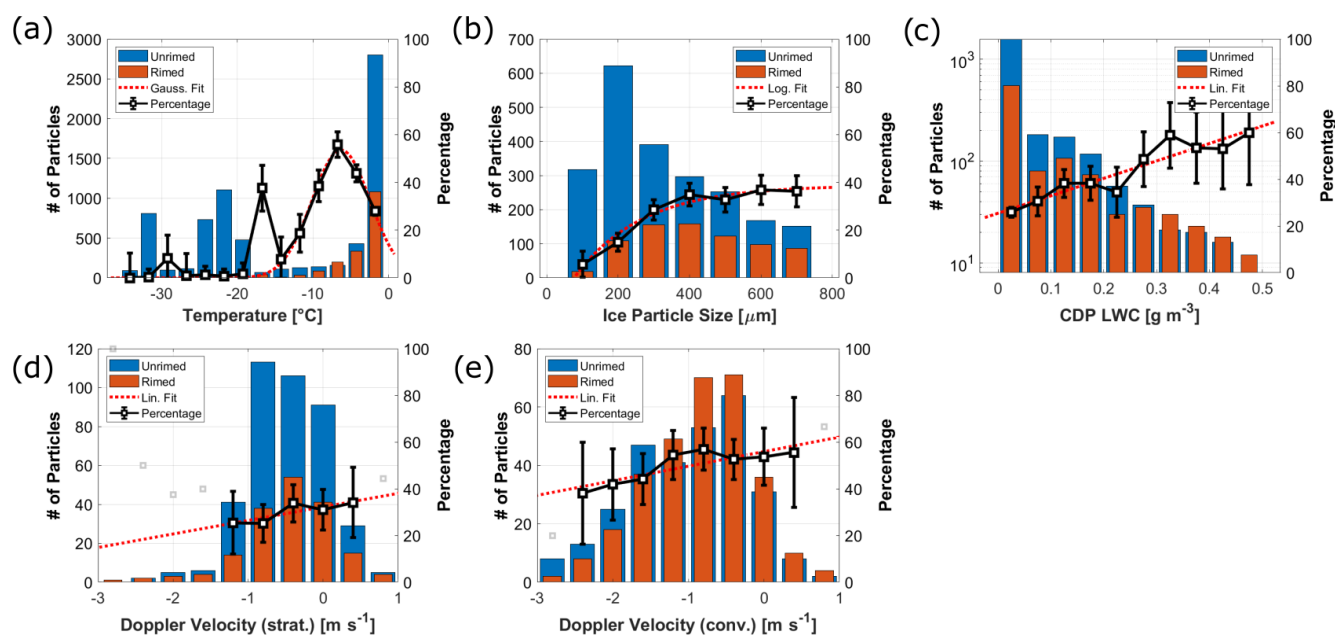 (a)
3000
2500
2000
1500
1000
500
0
# of Particles
Unrimed
Rimed
Gauss. Fit
Percentage
100
80
60
40
20
0
Percentage
-30 -20 -10 0
Temperature [°C]
(b)
700
600
500
400
300
200
100
0
# of Particles
Unrimed
Rimed
Log. Fit
Percentage
100
80
60
40
20
0
Percentage
0 200 400 600 800
Ice Particle Size [μm]
(c)
10³
10²
10¹
# of Particles
Unrimed
Rimed
Lin. Fit
Percentage
100
80
60
40
20
0
Percentage
0 0.1 0.2 0.3 0.4 0.5
CDP LWC [g m⁻³]
(d)
120
100
80
60
40
20
0
# of Particles
Unrimed
Rimed
Lin. Fit
Percentage
100
80
60
40
20
0
Percentage
-3 -2 -1 0 1
Doppler Velocity (strat.) [m s⁻¹]
(e)
80
60
40
20
0
# of Particles
Unrimed
Rimed
Lin. Fit
Percentage
100
80
60
40
20
0
Percentage
-3 -2 -1 0 1
Doppler Velocity (conv.) [m s⁻¹]